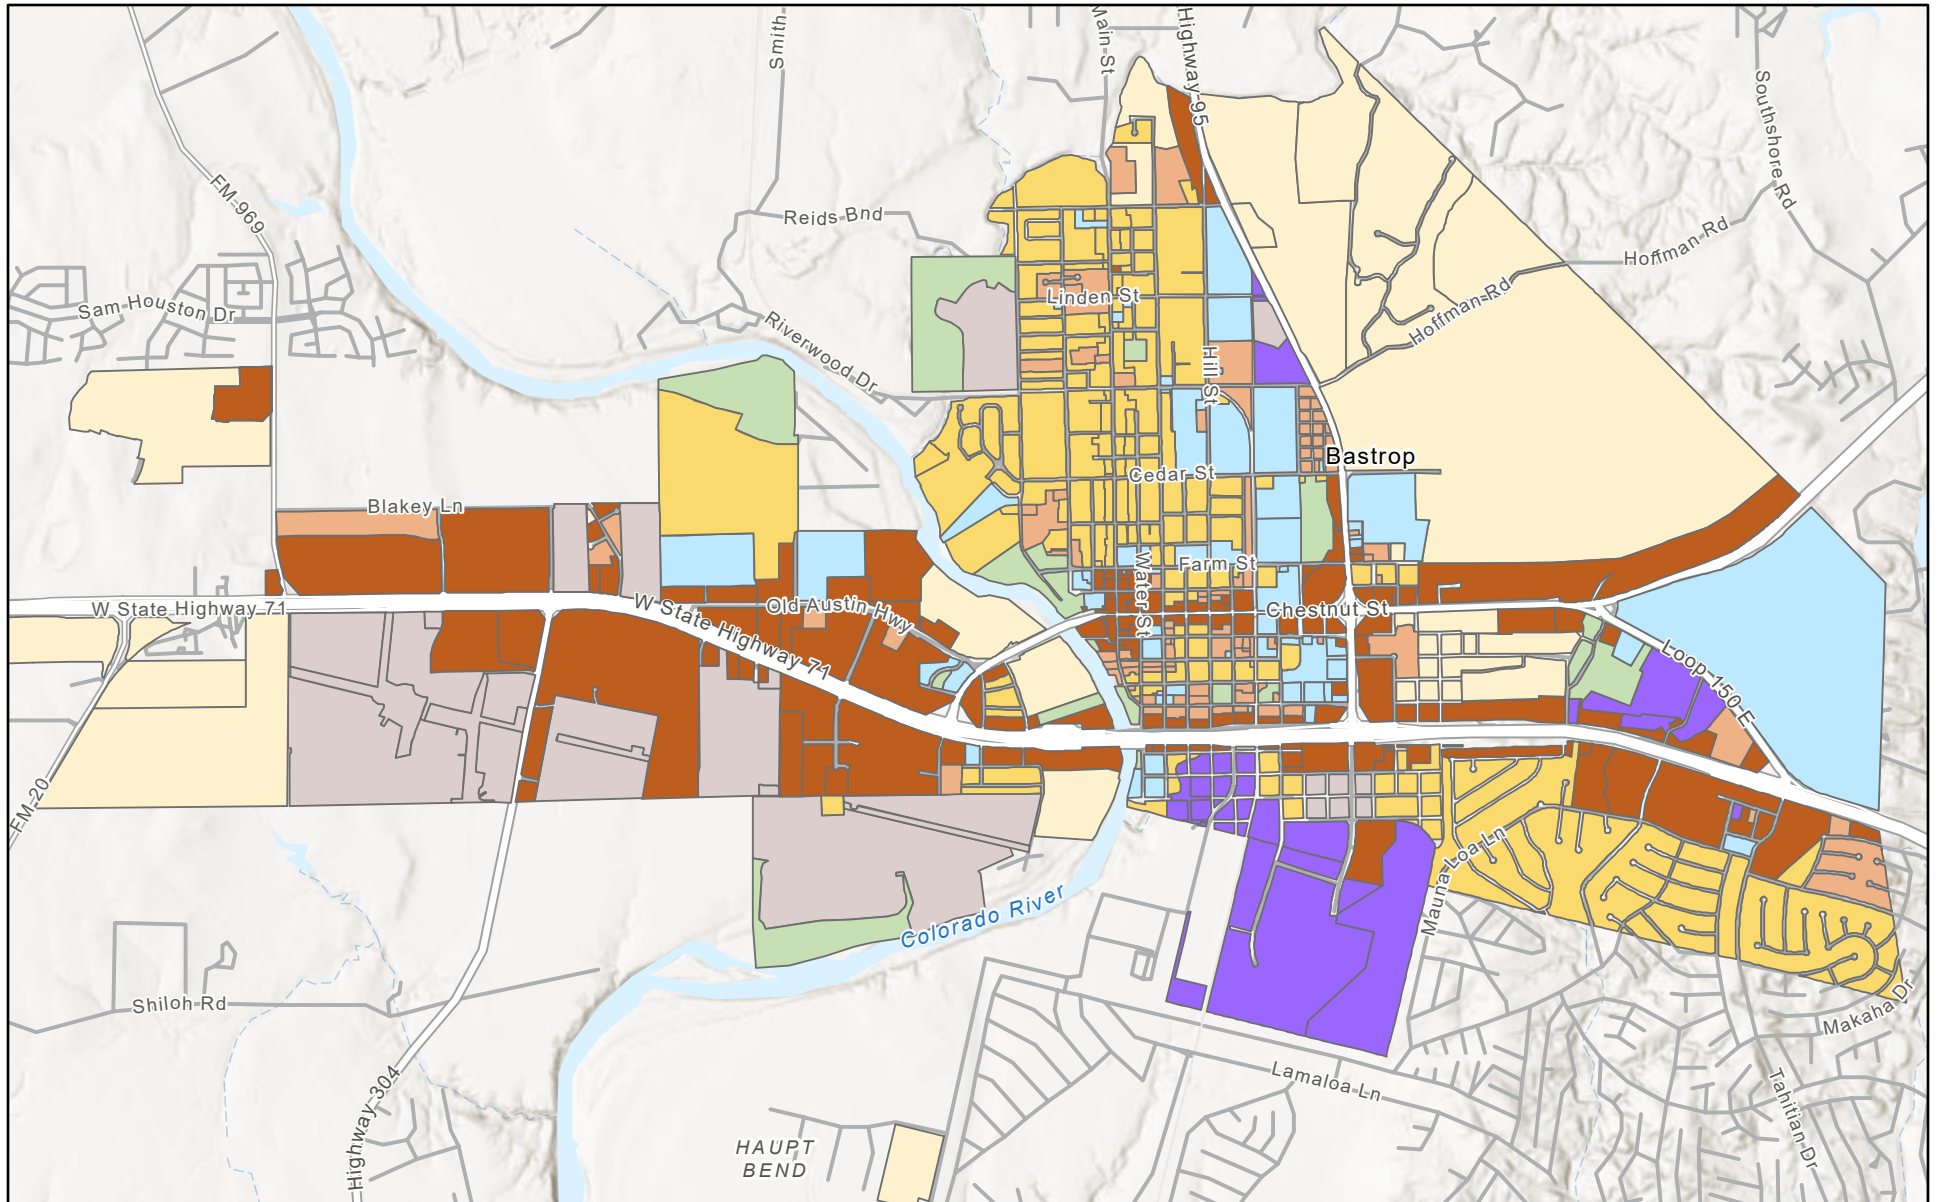 Smith
Main St
Highway 95
Southshore Rd
FM-969
Reids Bnd
Hoffman Rd
Sam Houston Dr
Linden St
Hoffman Rd
Riverwood Dr
Hill St
Bastrop
Cedar St
Blakey Ln
Farm St
Water St
W State Highway 71
W State Highway 71
Old Austin Hwy
Chestnut St
Loop 150 E
FM-20
Mauna Loa Ln
Colorado River
Shiloh Rd
Makaha Dr
Highway 304
Lamaloa Ln
Tahitian Dr
HAUPT
BEND